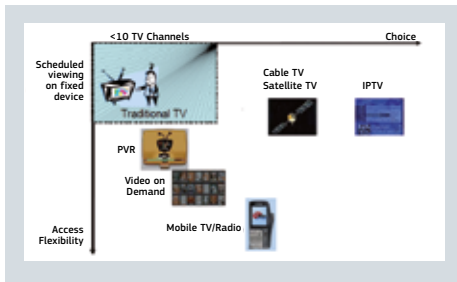 <10 TV Channels
Choice
Scheduled
viewing
on fixed
device
Traditional TV
Cable TV
Satellite TV
IPTV
PVR
Video on
Demand
Mobile TV/Radio
Access
Flexibility